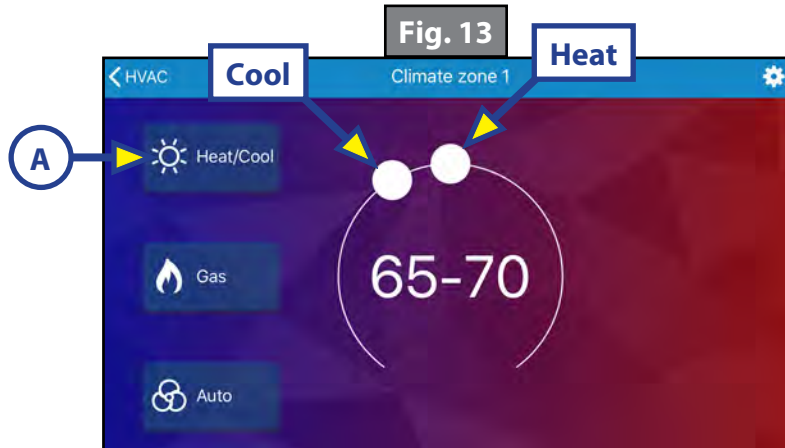 Fig. 13
Cool
Heat
HVAC
Climate zone 1
A
Heat/Cool
65-70
Gas
Auto